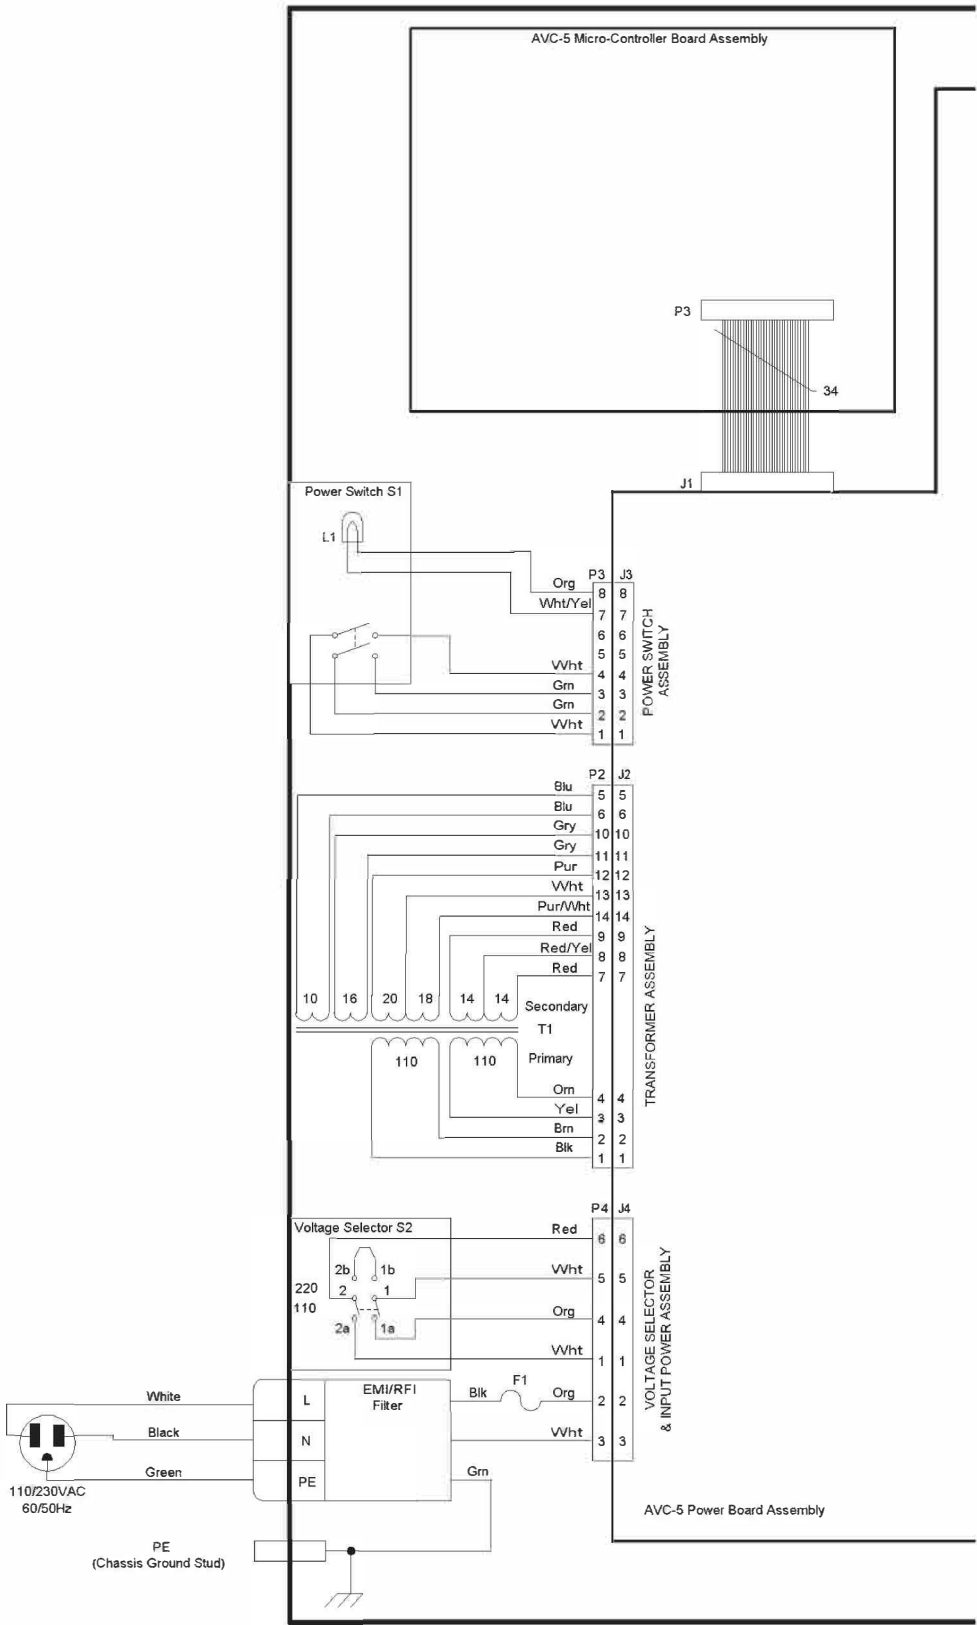 AVC-5 Micro-Controller Board Assembly
P3
34
J1
Power Switch S1
L1
P3 J3
Org 8 8
Wht/Yel 7 7
6 6
5 5
Wht 4 4
Grn 3 3
Grn 2 2
Wht 1 1
POWER SWITCH
ASSEMBLY
P2 J2
Blu 5 5
Blu 6 6
Gry 10 10
Gry 11 11
Pur 12 12
Wht 13 13
Pur/Wht 14 14
Red 9 9
Red/Yel 8 8
Red 7 7
10 16 20 18 14 14
Secondary
T1
110 110 Primary
Orn 4 4
Yel 3 3
Brn 2 2
Blk 1 1
TRANSFORMER ASSEMBLY
P4 J4
Voltage Selector S2
Red 6 6
2b 1b
Wht 5 5
220 2 1
110
Org 4 4
2a 1a
Wht 1 1
VOLTAGE SELECTOR
& INPUT POWER ASSEMBLY
EMI/RFI
Filter
F1
White L
Blk Org 2 2
Black N
Wht 3 3
Green PE
Grn
110/230VAC
60/50Hz
AVC-5 Power Board Assembly
PE
(Chassis Ground Stud)